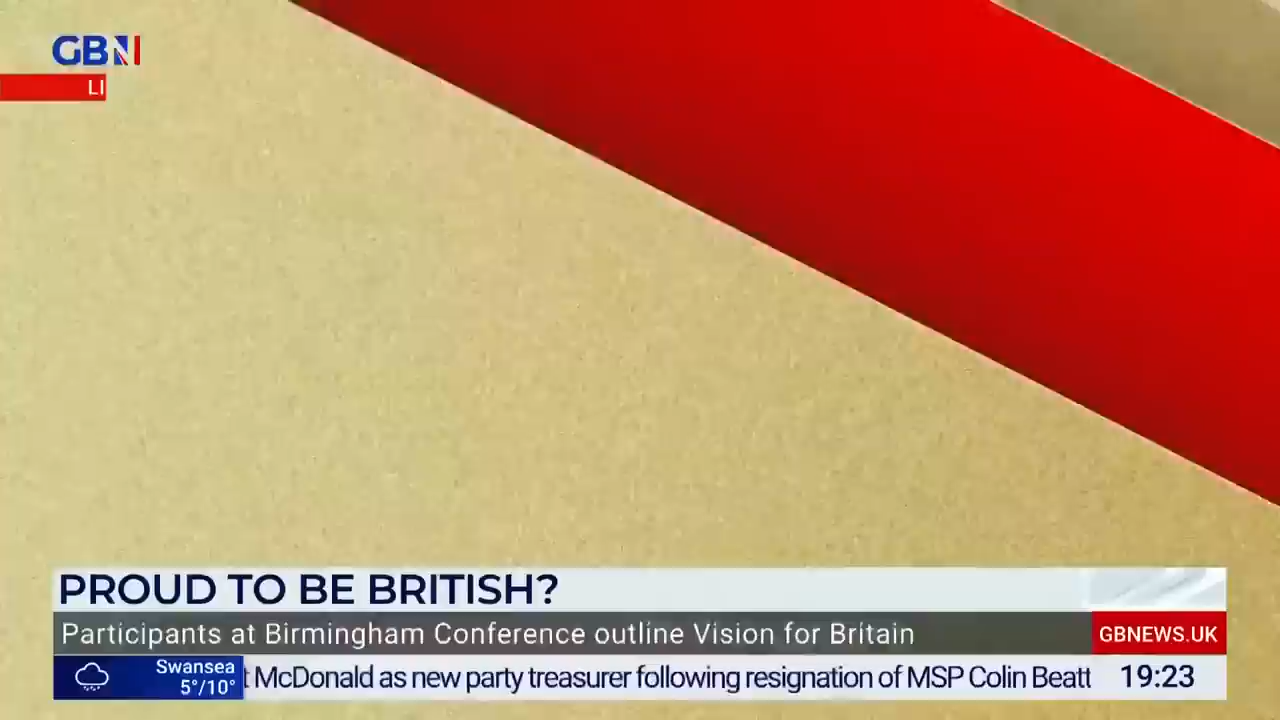 GBN
LI
PROUD TO BE BRITISH?
Participants at Birmingham Conference outline Vision for Britain
GBNEWS.UK
Swansea
5°/10°
t McDonald as new party treasurer following resignation of MSP Colin Beatt
19:23